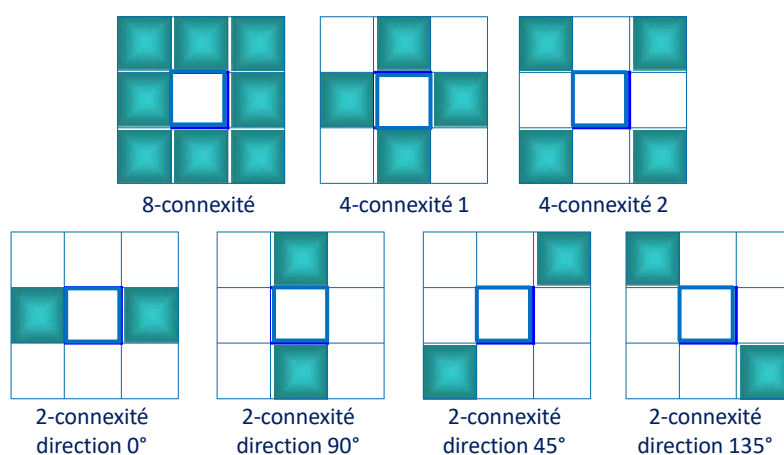 8-connexité
4-connexité 1
4-connexité 2
2-connexité
direction 0°
2-connexité
direction 90°
2-connexité
direction 45°
2-connexité
direction 135°